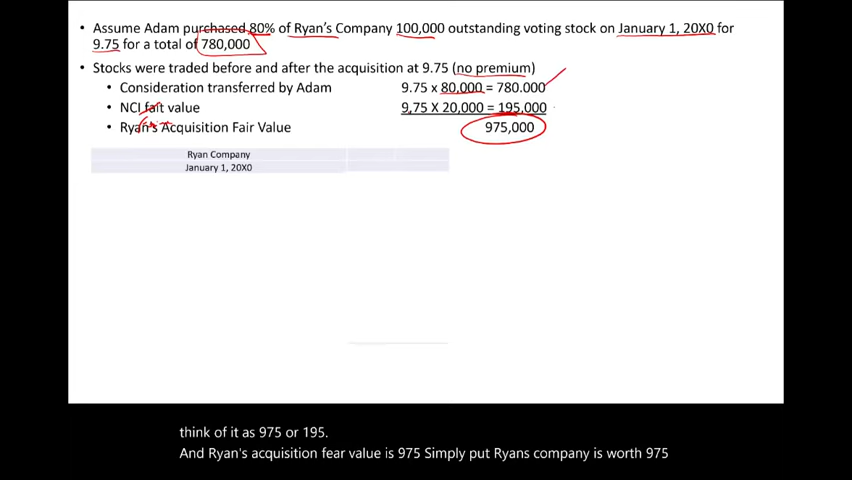 • Assume Adam purchased 80% of Ryan's Company 100,000 outstanding voting stock on January 1, 20X0 for
9.75 for a total of 780,000
• Stocks were traded before and after the acquisition at 9.75 (no premium)
• Consideration transferred by Adam 9.75 x 80,000 = 780.000
• NCI fait value 9,75 X 20,000 = 195,000
• Ryan's Acquisition Fair Value 975,000
Ryan Company
January 1, 20X0
think of it as 975 or 195.
And Ryan's acquisition fear value is 975 Simply put Ryans company is worth 975